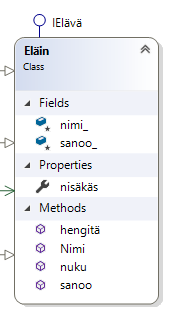 IElävä
Eläin
Class
Fields
nimi_
sanoo_
Properties
nisäkäs
Methods
hengitä
Nimi
nuku
sanoo